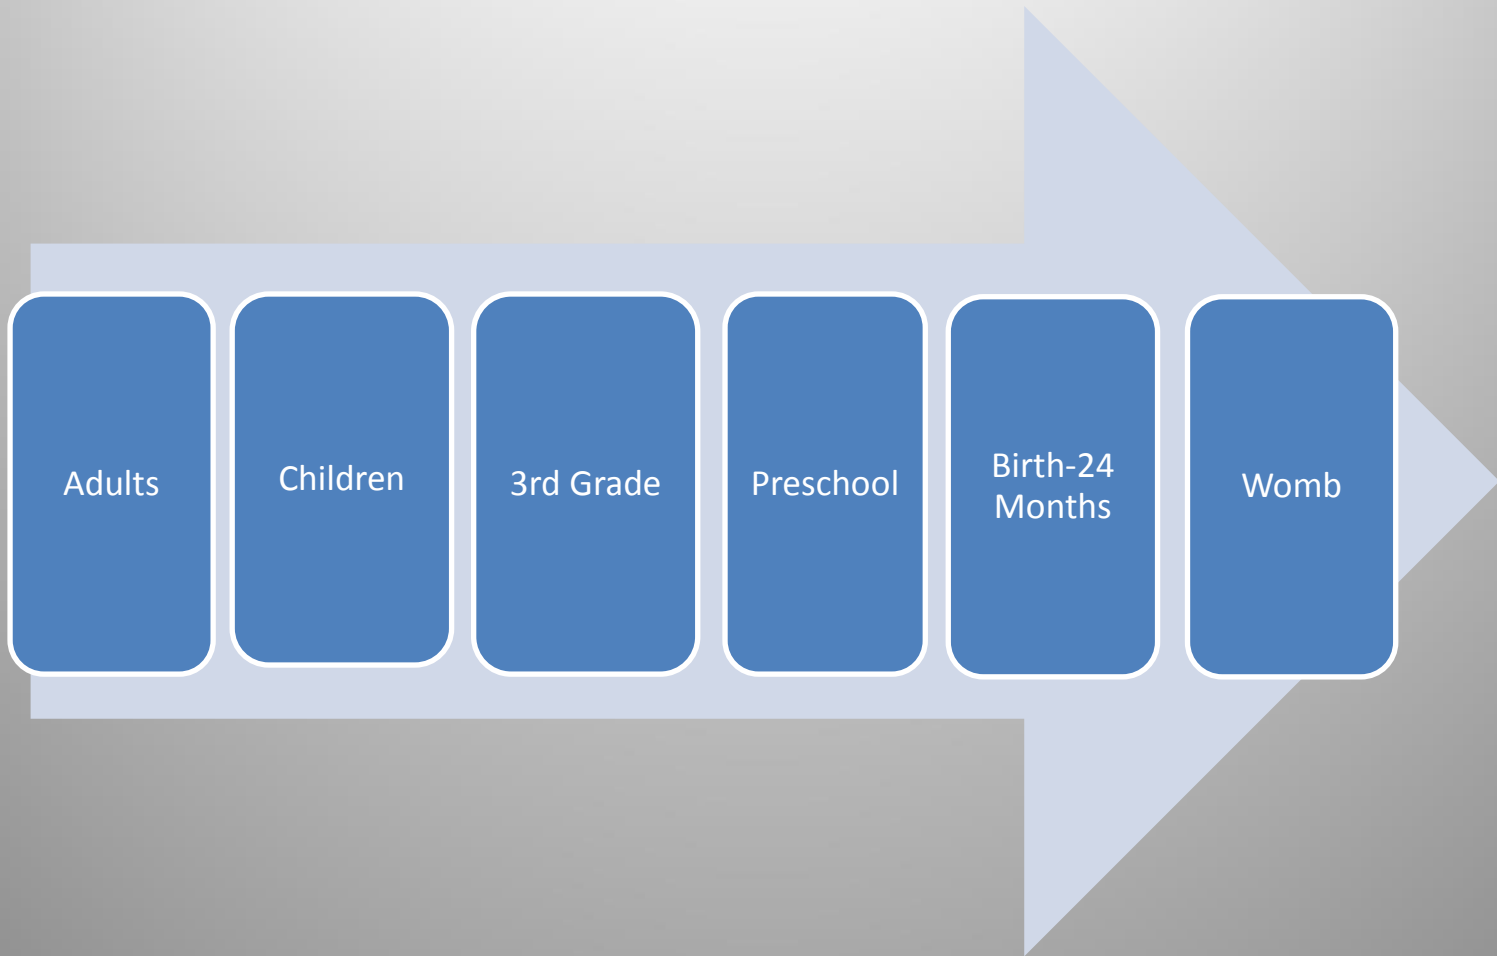 Adults
Children
3rd Grade
Preschool
Birth-24
Months
Womb